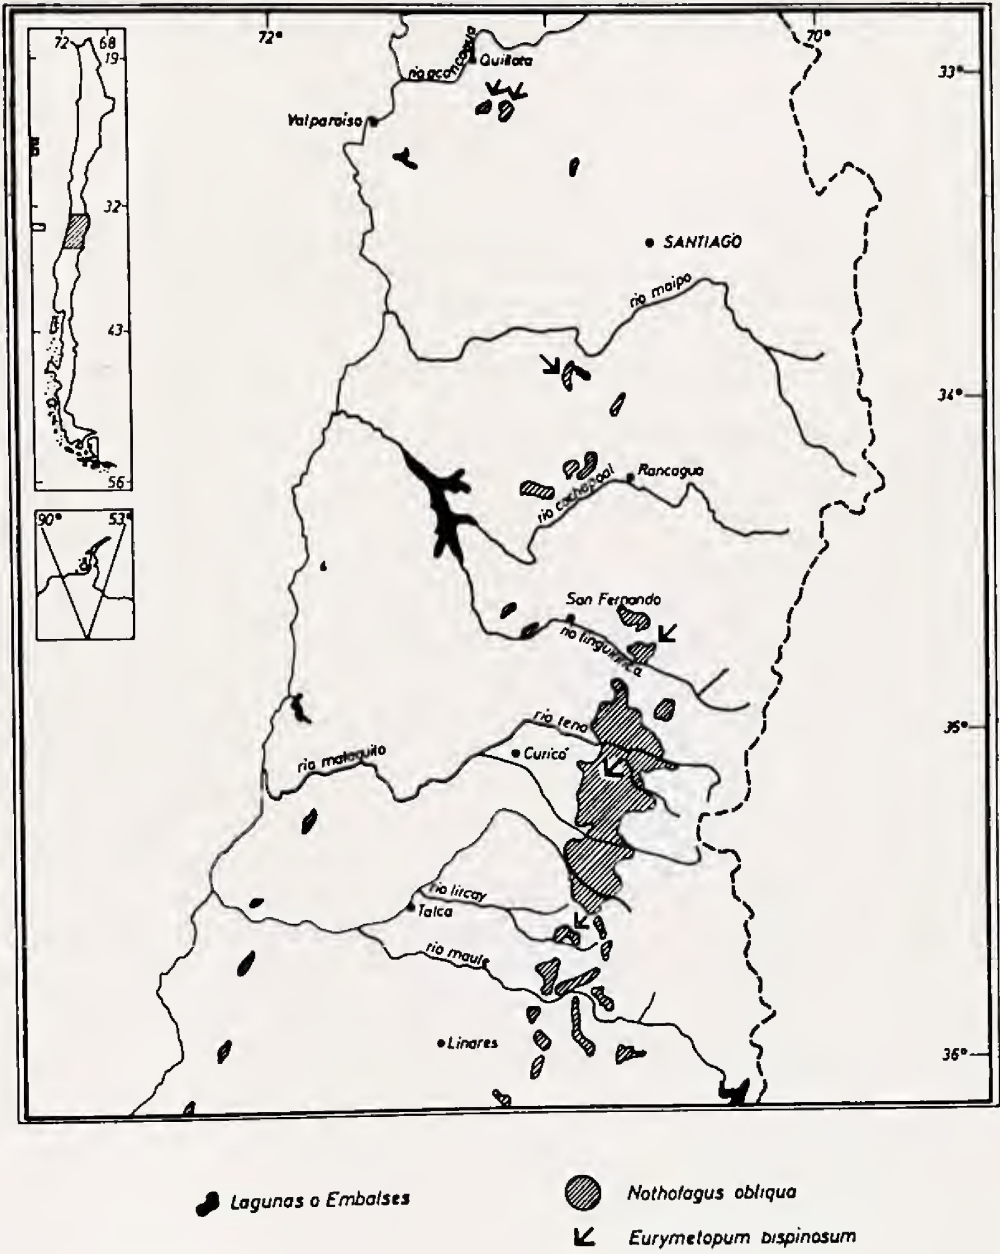 72°
70°
72 68
19
32
43
56
90° 53°
33°
34°
35°
36°
rio aconcagua
Quillota
Valparaiso
SANTIAGO
rio maipo
Rancagua
rio cachapoal
San Fernando
rio tinguiririca
rio teno
Curicó
rio mataquito
rio lircay
Talca
rio maule
Linares
Lagunas o Embalses
Nothofagus obliqua
Eurymetopum bispinosum